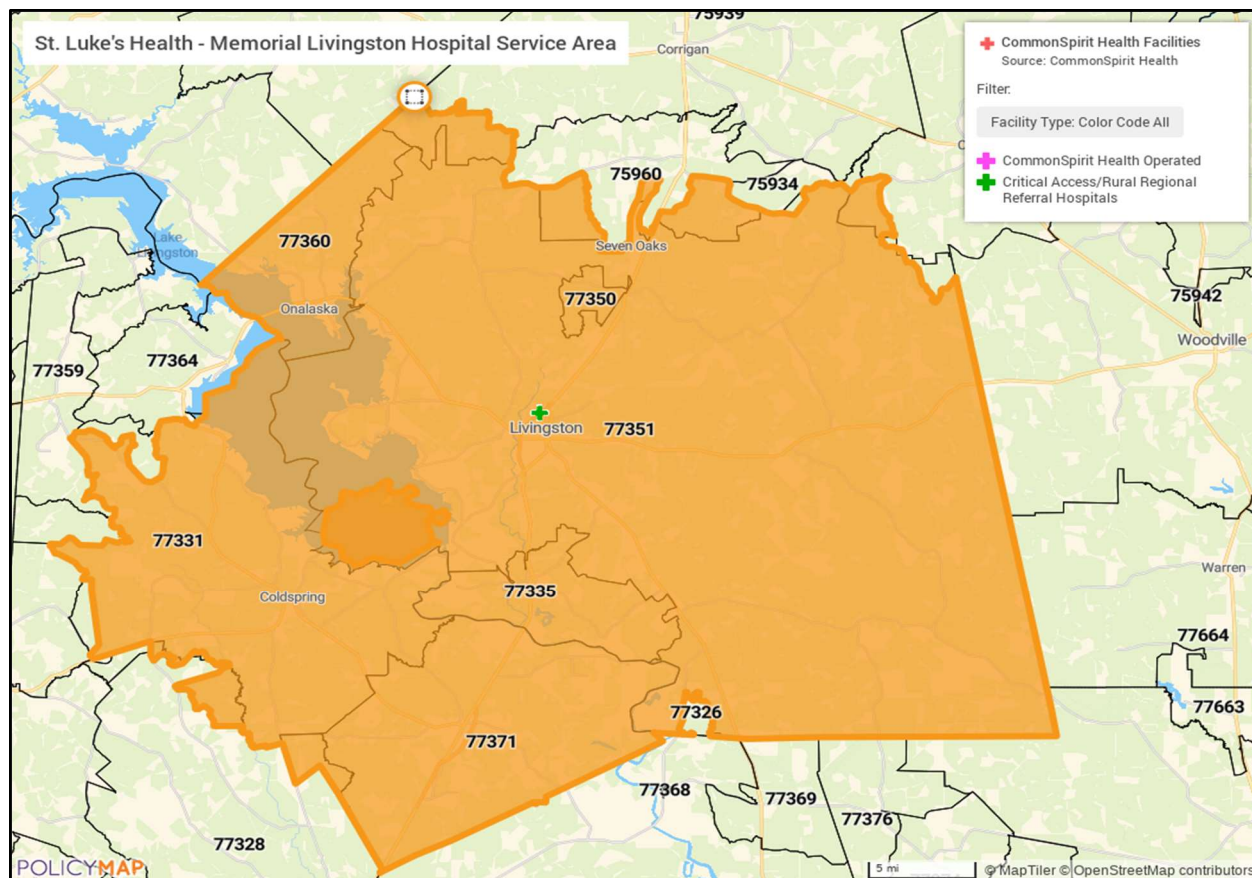 St. Luke's Health - Memorial Livingston Hospital Service Area
CommonSpirit Health Facilities
Source: CommonSpirit Health
Filter:
Facility Type: Color Code All
CommonSpirit Health Operated
Critical Access/Rural Regional
Referral Hospitals
75939
Corrigan
75960
75934
77360
Seven Oaks
Lake
Livingston
77350
75942
Onalaska
Woodville
77364
77359
Livingston
77351
77331
Warren
77335
Coldspring
77664
77326
77663
77371
77368
77369
77376
77328
POLICYMAP
5 mi
© MapTiler © OpenStreetMap contributors